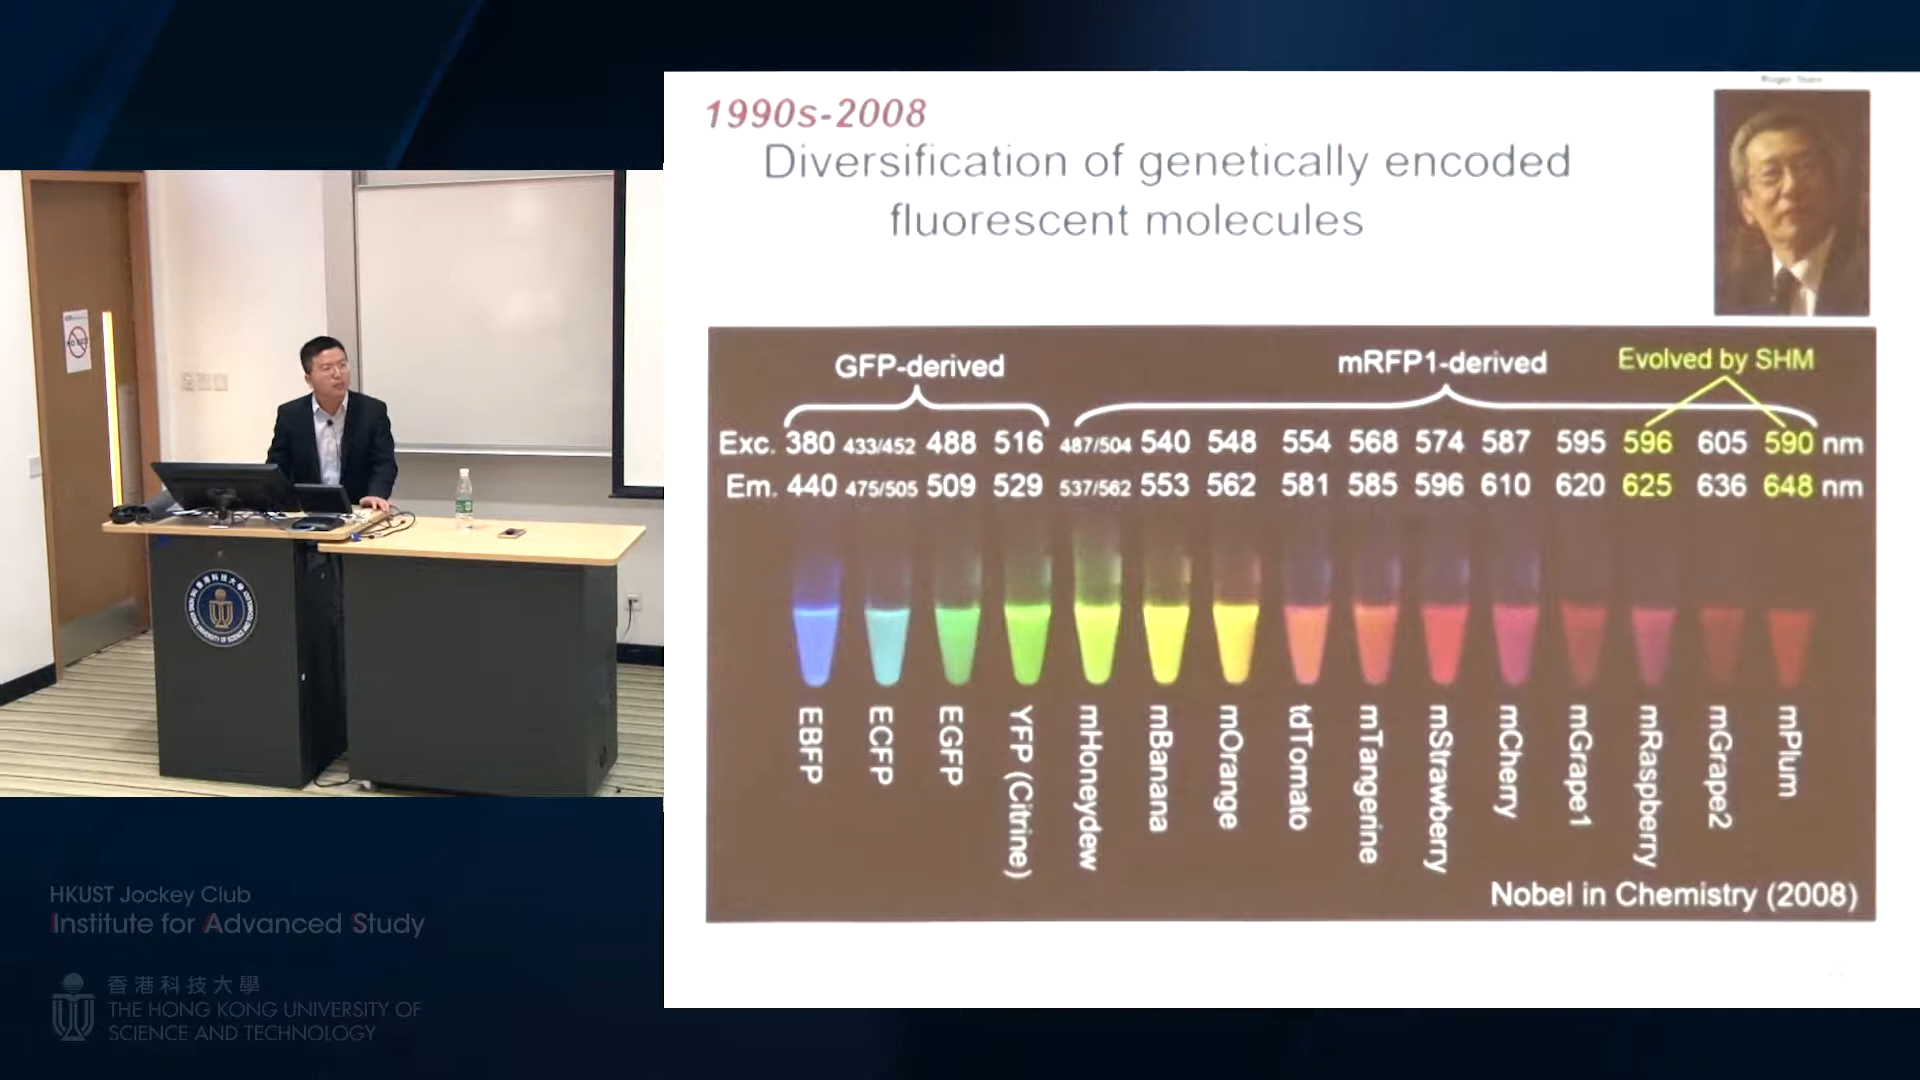 1990s-2008
Diversification of genetically encoded
fluorescent molecules
GFP-derived
mRFP1-derived
Evolved by SHM
Exc. 380 433/452 488 516 487/504 540 548 554 568 574 587 595 596 605 590 nm
Em. 440 475/505 509 529 537/562 553 562 581 585 596 610 620 625 636 648 nm
EBFP
ECFP
EGFP
YFP (Citrine)
mHoneydew
mBanana
mOrange
tdTomato
mTangerine
mStrawberry
mCherry
mGrape1
mRaspberry
mGrape2
mPlum
Nobel in Chemistry (2008)
HKUST Jockey Club
Institute for Advanced Study
香港科技大學
THE HONG KONG UNIVERSITY OF
SCIENCE AND TECHNOLOGY